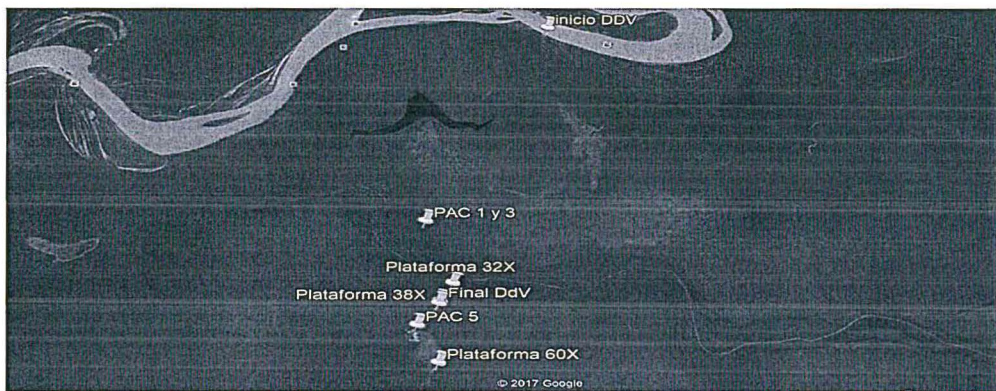 inicio DDV
PAC 1 y 3
Plataforma 32X
Plataforma 38X Final DdV
PAC 5
Plataforma 60X
© 2017 Google